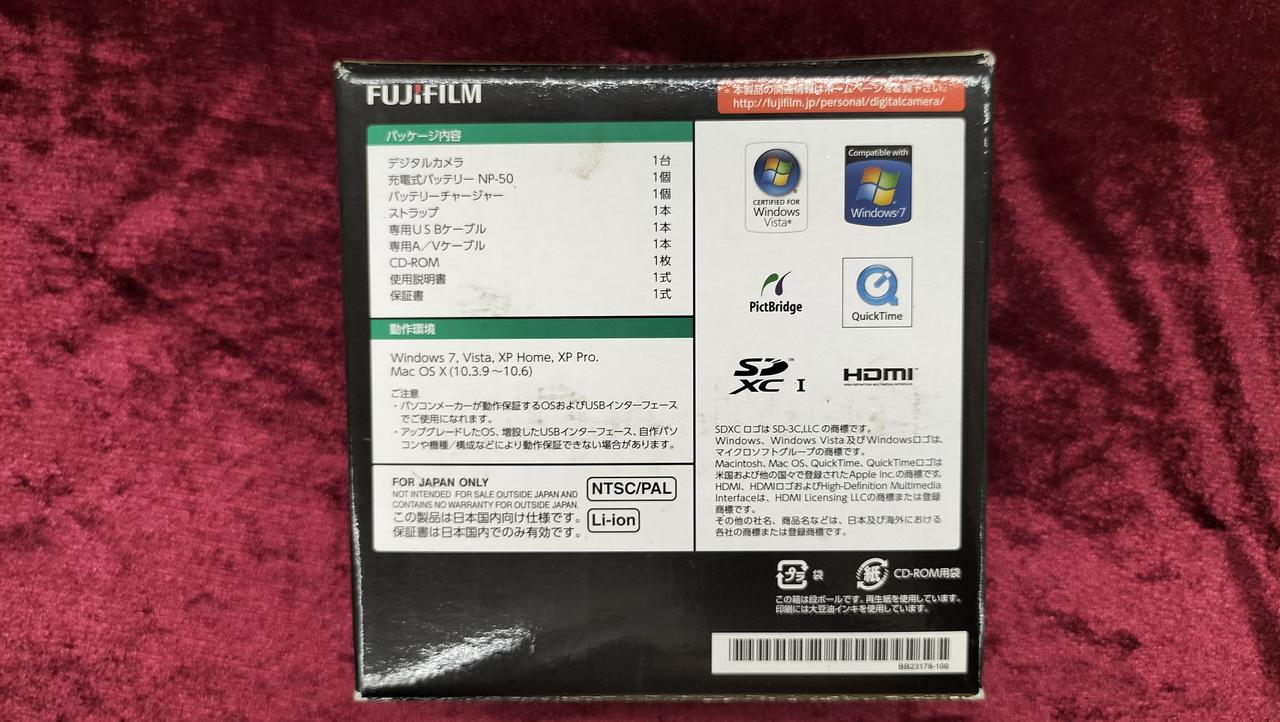 FUJIFILM
本製品の関連情報はホームページをご覧下さい。
http://fujifilm.jp/personal/digitalcamera/
パッケージ内容
デジタルカメラ 1台
充電式バッテリー NP-50 1個
バッテリーチャージャー 1個
ストラップ 1本
専用USBケーブル 1本
専用A/Vケーブル 1本
CD-ROM 1枚
使用説明書 1式
保証書 1式
動作環境
Windows 7, Vista, XP Home, XP Pro.
Mac OS X (10.3.9〜10.6)
ご注意
・パソコンメーカーが動作保証するOSおよびUSBインターフェース
でご使用になれます。
・アップグレードしたOS、増設したUSBインターフェース、自作パソ
コンや機種/構成などにより動作保証できない場合があります。
FOR JAPAN ONLY
NOT INTENDED FOR SALE OUTSIDE JAPAN AND
CONTAINS NO WARRANTY FOR OUTSIDE JAPAN.
この製品は日本国内向け仕様です。
保証書は日本国内でのみ有効です。
NTSC/PAL
Li-ion
CERTIFIED FOR
Windows
Vista®
Compatible with
Windows®7
PictBridge
QuickTime
SD
XC I
™
HDMI
HIGH-DEFINITION MULTIMEDIA INTERFACE
SDXC ロゴは SD-3C,LLC の商標です。
Windows、Windows Vista 及びWindowsロゴは、
マイクロソフトグループの商標です。
Macintosh、Mac OS、QuickTime、QuickTimeロゴは
米国および他の国々で登録されたApple Inc.の商標です。
HDMI、HDMIロゴおよびHigh-Definition Multimedia
Interfaceは、HDMI Licensing LLCの商標または登録
商標です。
その他の社名、商品名などは、日本及び海外における
各社の商標または登録商標です。
プラ 袋
紙 CD-ROM用袋
この箱は段ボールです。再生紙を使用しています。
印刷には大豆油インキを使用しています。
BB23178-100